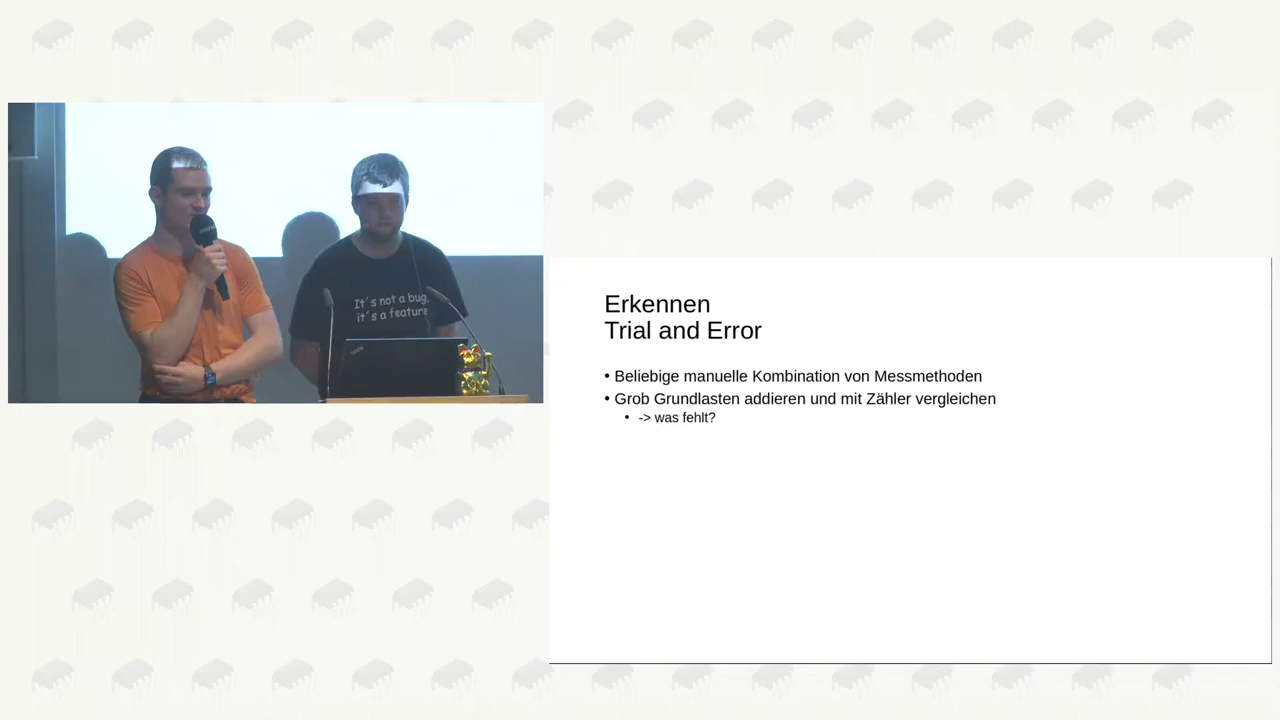 It´s not a bug,
it´s a feature
Erkennen
Trial and Error
• Beliebige manuelle Kombination von Messmethoden
• Grob Grundlasten addieren und mit Zähler vergleichen
• -> was fehlt?